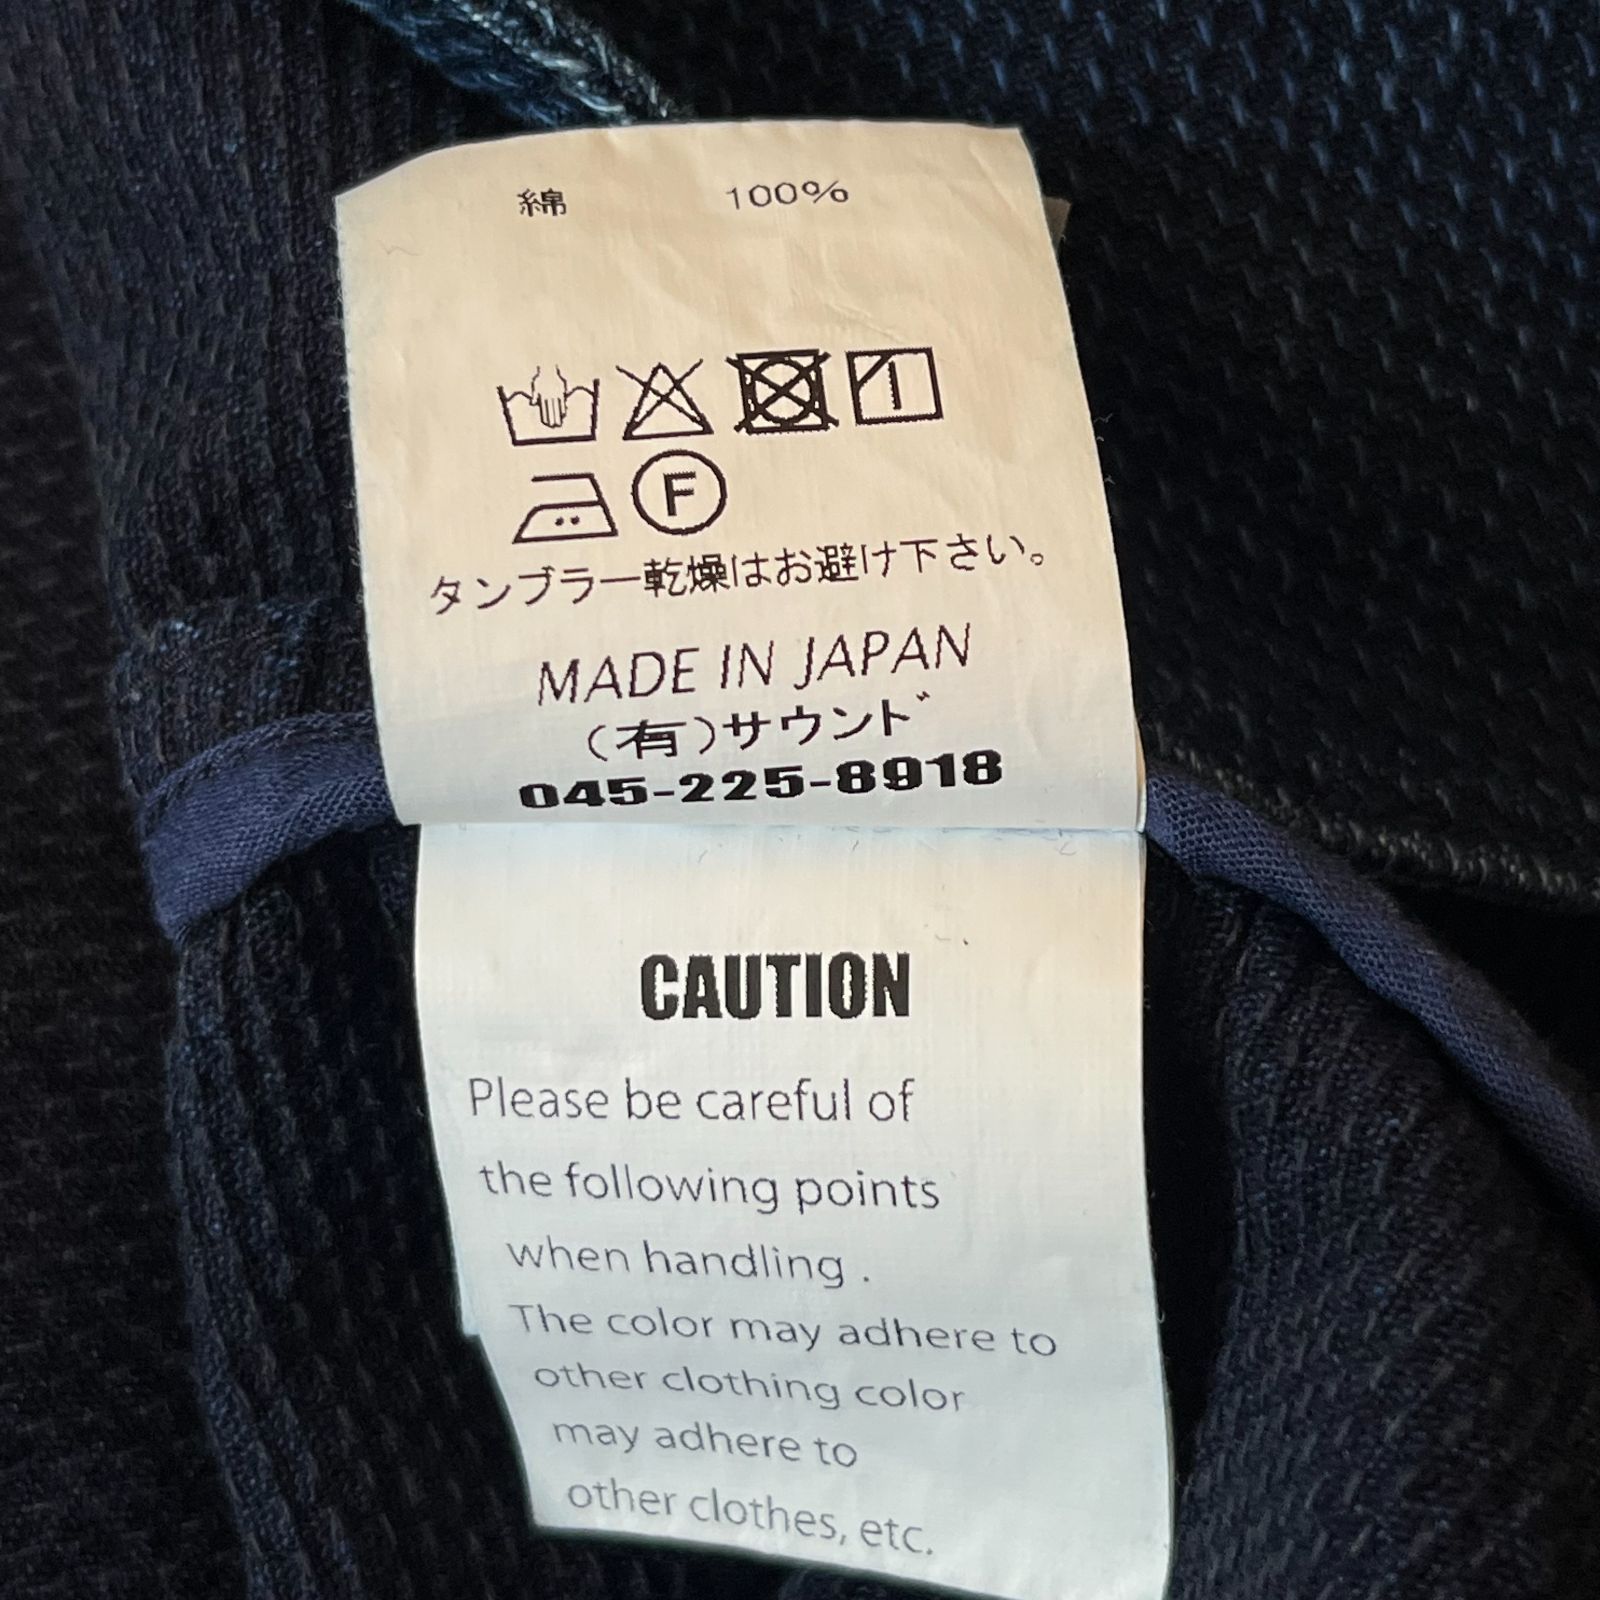 綿 100%
F
タンブラー乾燥はお避け下さい。
MADE IN JAPAN
(有)サウンド
045-225-8918
CAUTION
Please be careful of
the following points
when handling .
The color may adhere to
other clothing color
may adhere to
other clothes, etc.